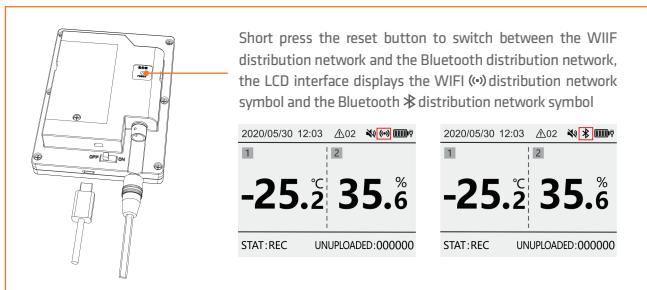 Short press the reset button to switch between the WIIF
distribution network and the Bluetooth distribution network,
the LCD interface displays the WIFI distribution network
symbol and the Bluetooth distribution network symbol
OFF ON
2020/05/30 12:03 02
1 2
-25.2℃ 35.6%
STAT:REC UNUPLOADED:000000
2020/05/30 12:03 02
1 2
-25.2℃ 35.6%
STAT:REC UNUPLOADED:000000